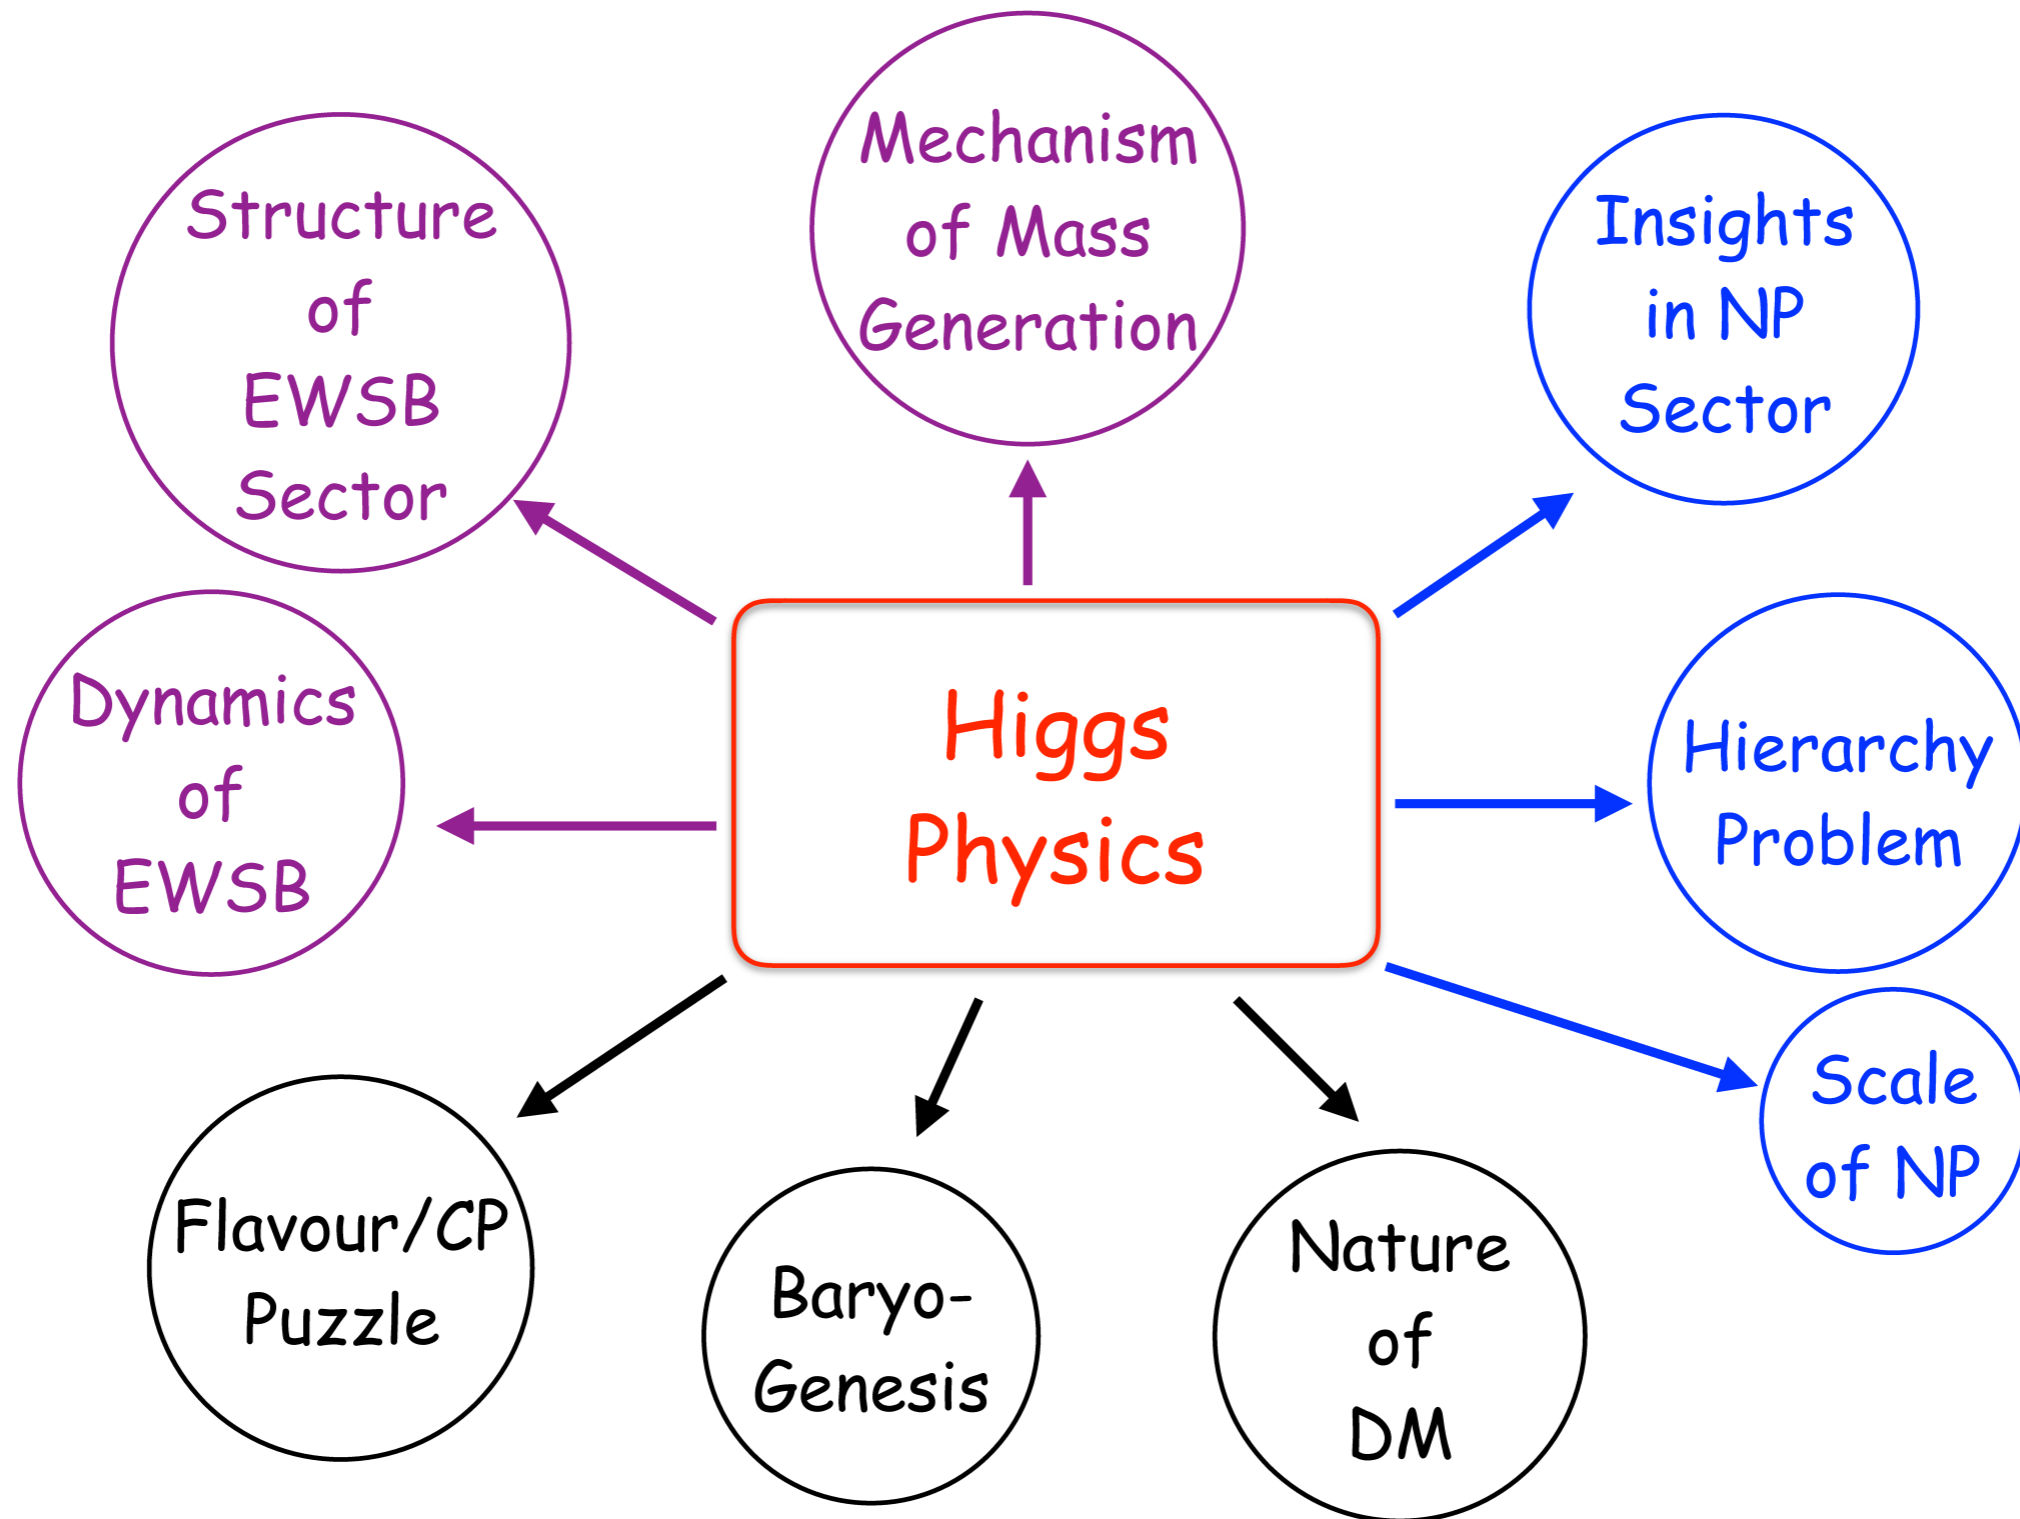 Mechanism
of Mass
Generation
Structure
of
EWSB
Sector
Insights
in NP
Sector
Dynamics
of
EWSB
Higgs
Physics
Hierarchy
Problem
Scale
of NP
Flavour/CP
Puzzle
Baryo-
Genesis
Nature
of
DM